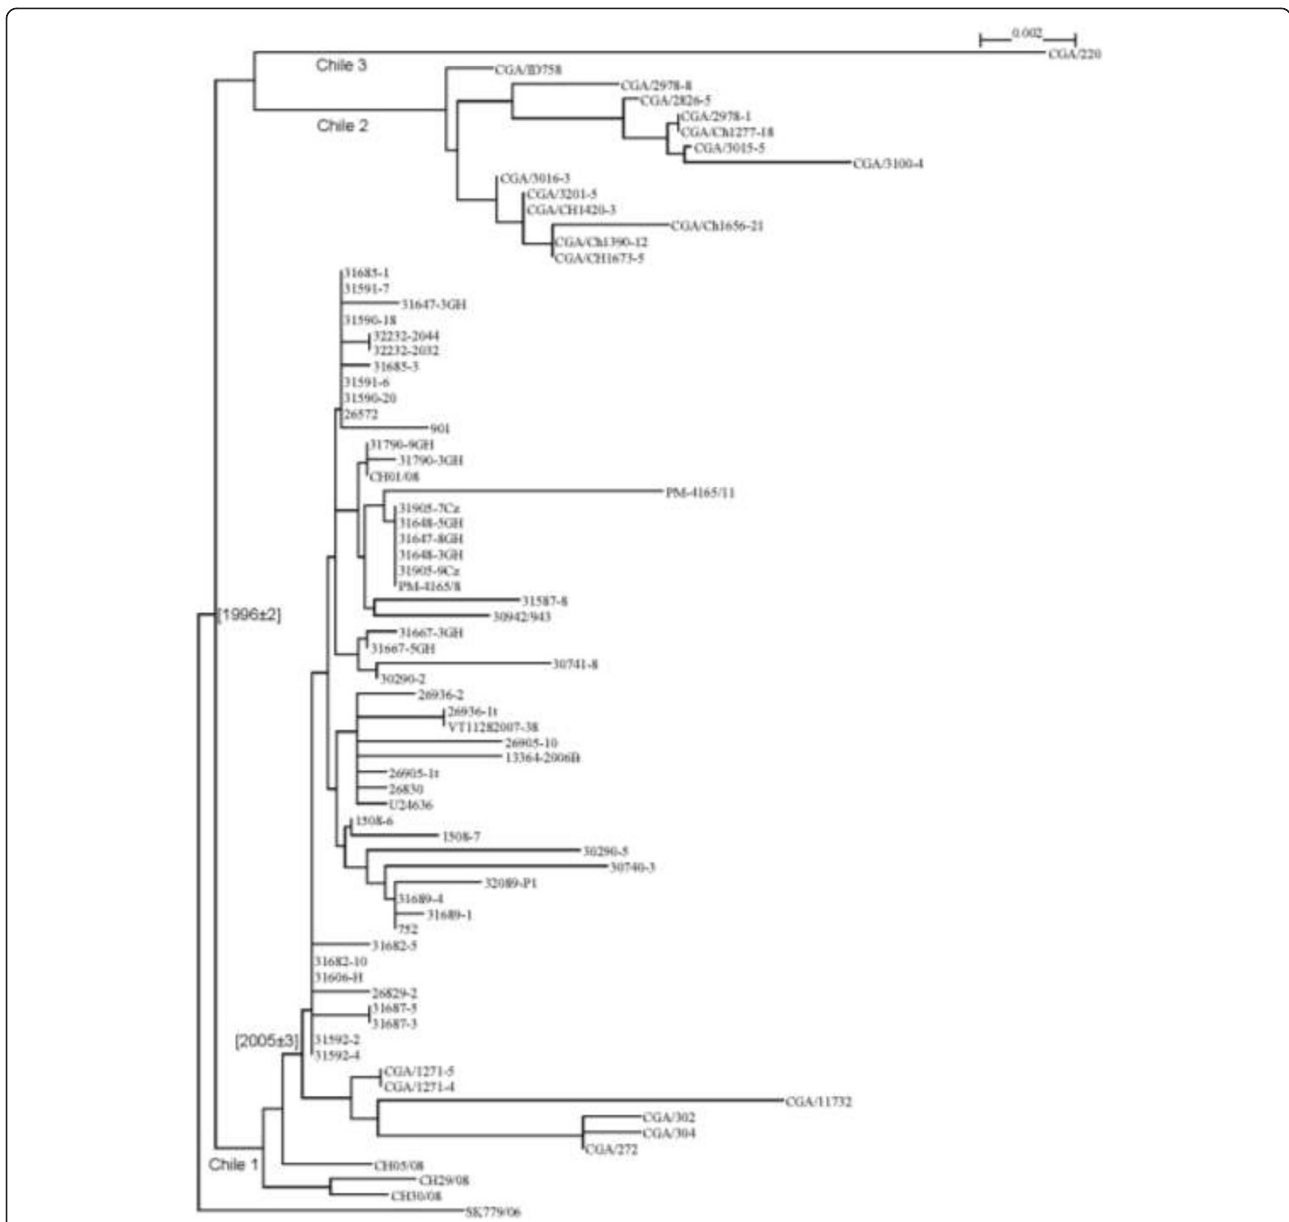 0.002
CGA/220
Chile 3
CGA/ID758
CGA/2978-8
CGA/2826-5
CGA/2978-1
Chile 2
CGA/Ch1277-18
CGA/3015-5
CGA/3100-4
CGA/3016-3
CGA/3201-5
CGA/CH1420-3
CGA/Ch1656-21
CGA/Ch1390-12
CGA/CH1673-5
31685-1
31591-7
31647-3GH
31590-18
32232-2044
32232-2032
31685-3
31591-6
31590-20
26572
901
31790-9GH
31790-3GH
CH01/08
PM-4165/11
31905-7Cz
31648-5GH
31647-8GH
31648-3GH
31905-9Cz
PM-4165/8
31587-8
[1996±2]
30942/943
31667-3GH
31667-5GH
30741-8
30290-2
26936-2
26936-1t
VT11282007-38
26905-10
13364-2006B
26905-1t
26830
U24636
1508-6
1508-7
30290-5
30740-3
32089-P1
31689-4
31689-1
752
31682-5
31682-10
31606-H
26829-2
31687-5
31687-3
[2005±3]
31592-2
31592-4
CGA/1271-5
CGA/1271-4
CGA/11732
CGA/302
CGA/304
CGA/272
Chile 1
CH05/08
CH29/08
CH30/08
SK779/06